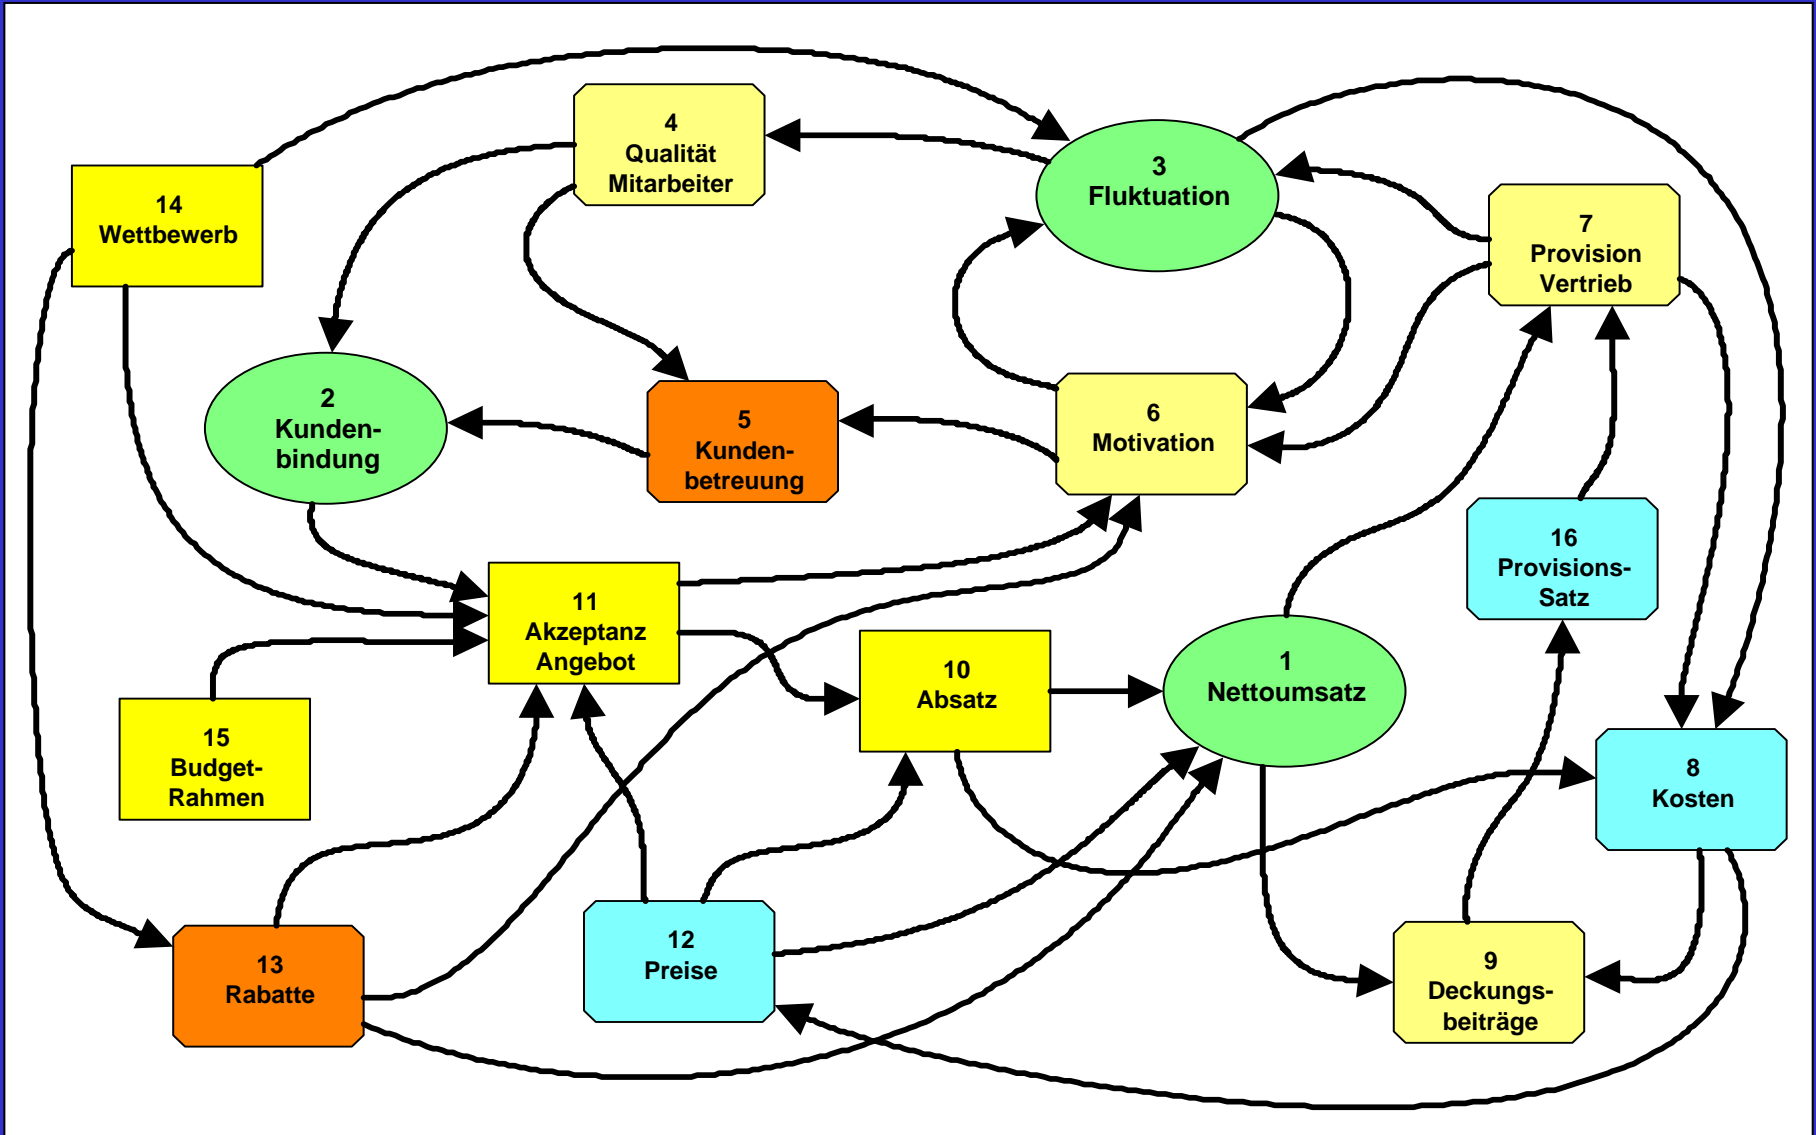 4
Qualität
Mitarbeiter
3
Fluktuation
14
Wettbewerb
7
Provision
Vertrieb
2
Kunden-
bindung
5
Kunden-
betreuung
6
Motivation
16
Provisions-
Satz
11
Akzeptanz
Angebot
10
Absatz
1
Nettoumsatz
15
Budget-
Rahmen
8
Kosten
13
Rabatte
12
Preise
9
Deckungs-
beiträge